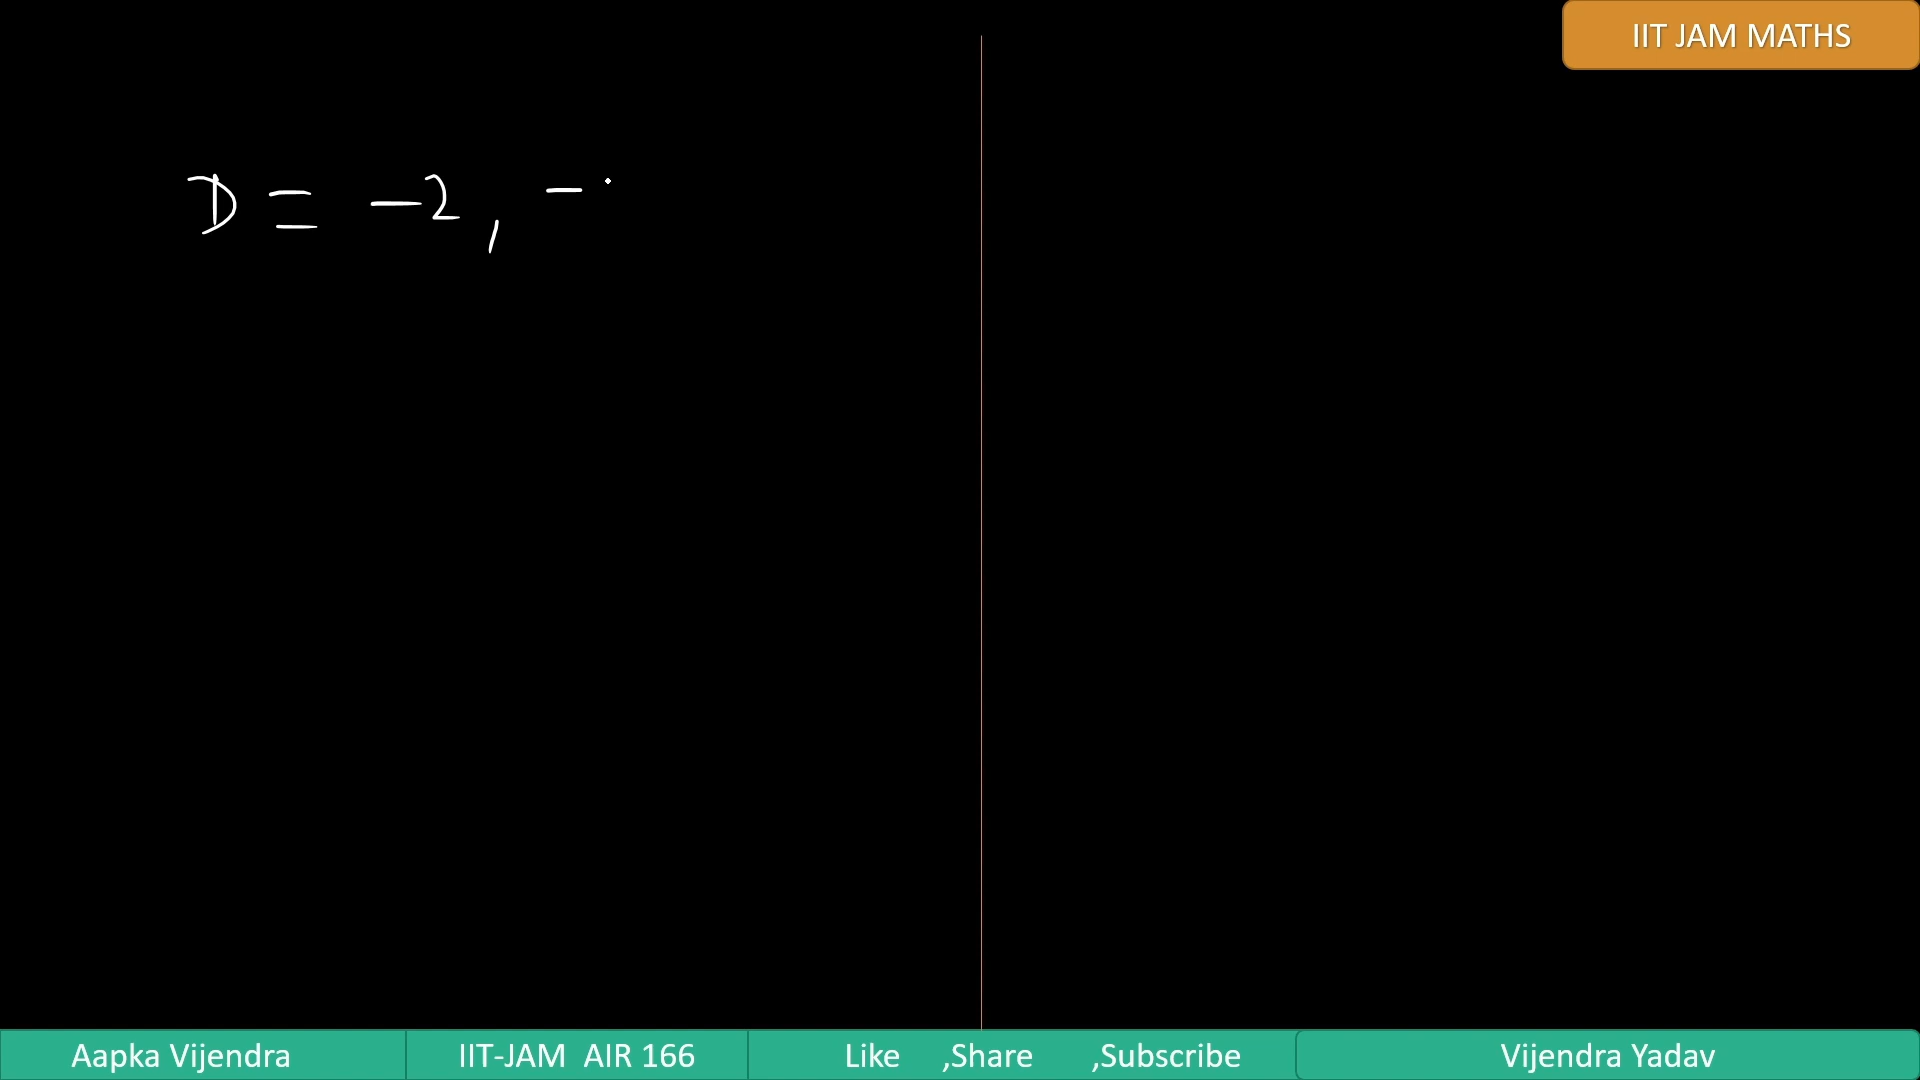 IIT JAM MATHS
D = -2, -
Aapka Vijendra
IIT-JAM AIR 166
Like ,Share ,Subscribe
Vijendra Yadav